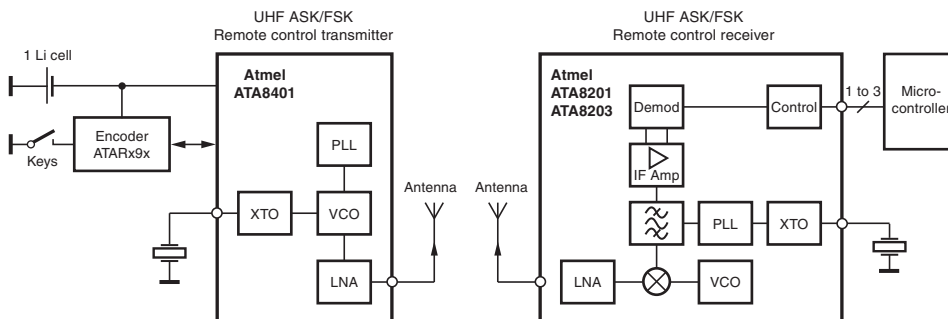 UHF ASK/FSK
Remote control transmitter
1 Li cell
Atmel
ATA8401
Encoder
ATARx9x
Keys
PLL
XTO
VCO
LNA
Antenna
UHF ASK/FSK
Remote control receiver
Atmel
ATA8201
ATA8203
Demod
Control
1 to 3
Micro-
controller
IF Amp
Antenna
PLL
XTO
LNA
VCO